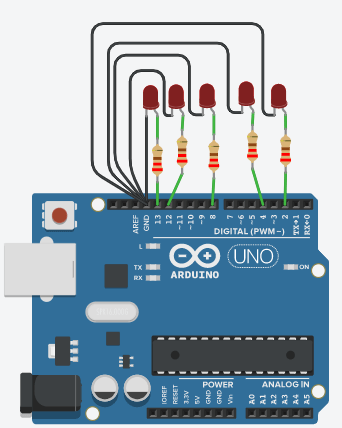 AREF
GND
13
12
~11
~10
~9
8
7
~6
~5
4
~3
2
TX→1
RX←0
DIGITAL (PWM~)
L
TX
RX
ARDUINO
UNO
ON
IOREF
RESET
3.3V
5V
GND
GND
Vin
POWER
A0
A1
A2
A3
A4
A5
ANALOG IN